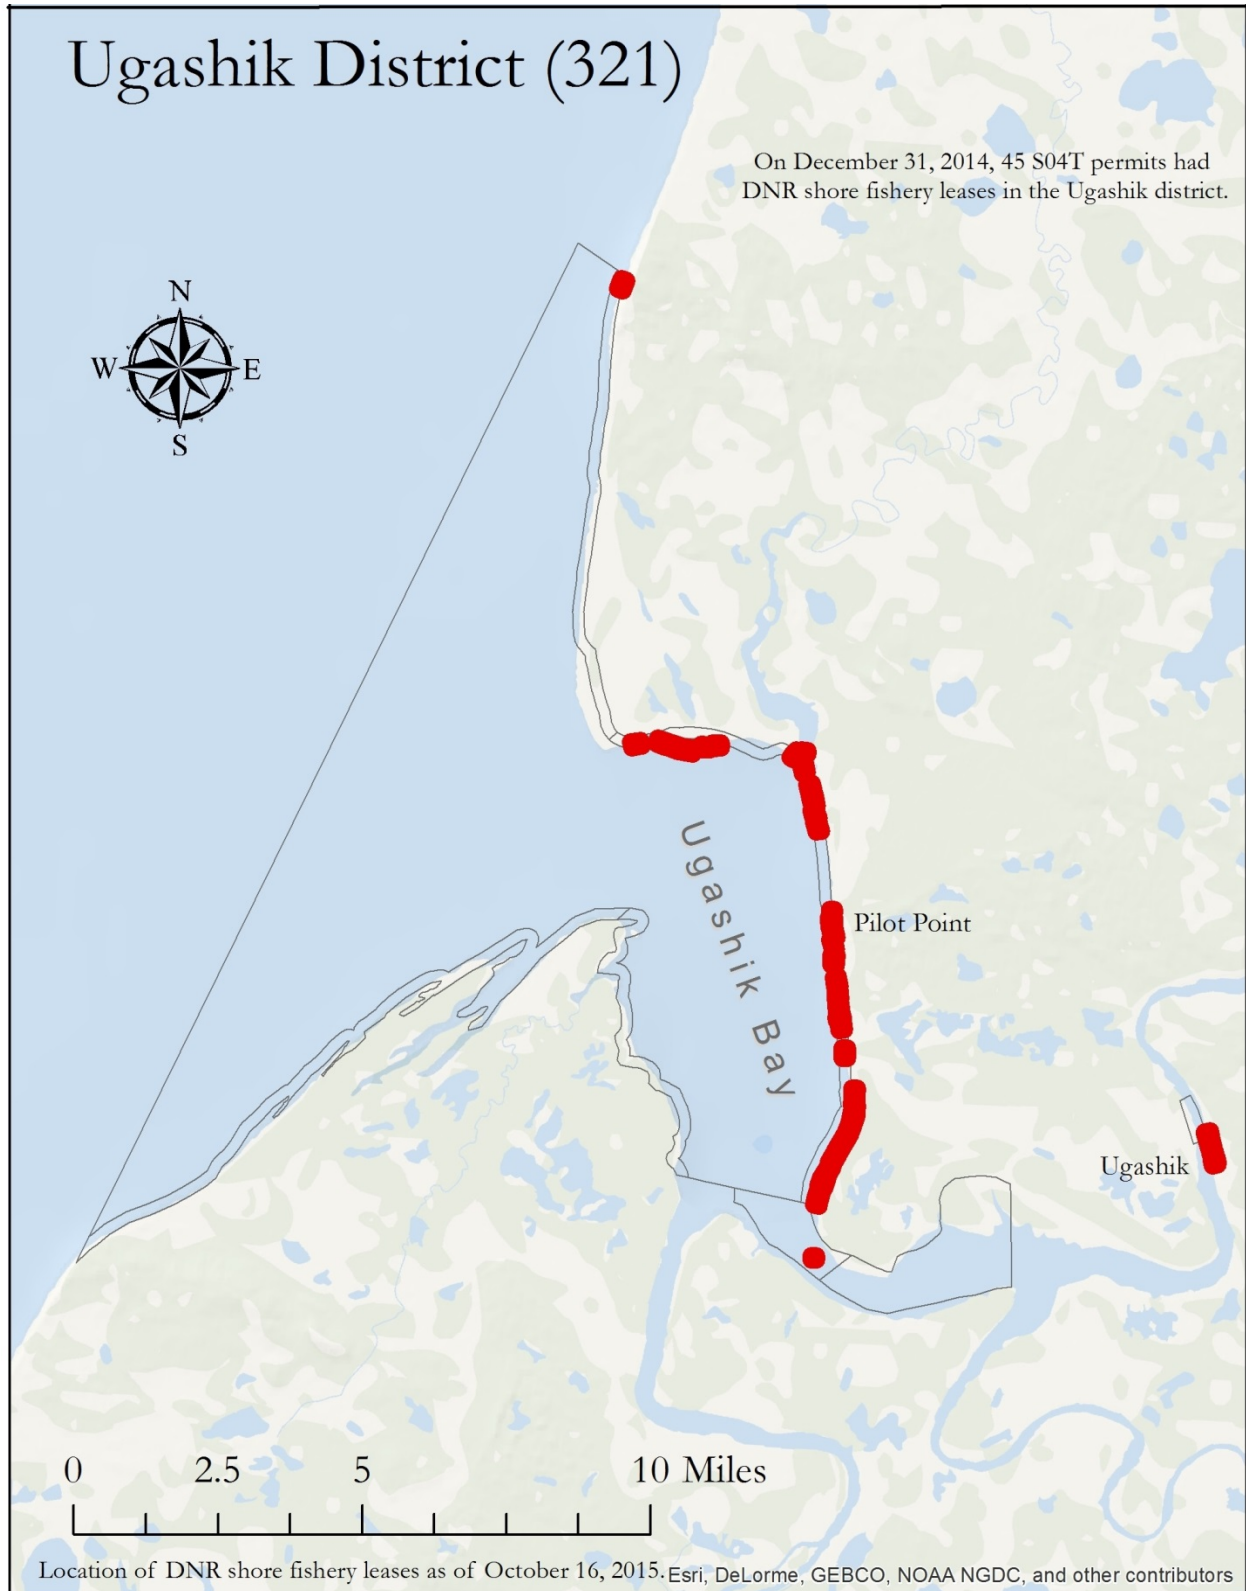 Ugashik District (321)
On December 31, 2014, 45 S04T permits had
DNR shore fishery leases in the Ugashik district.
N
W
E
S
Ugashik Bay
Pilot Point
Ugashik
0
2.5
5
10 Miles
Location of DNR shore fishery leases as of October 16, 2015.
Esri, DeLorme, GEBCO, NOAA NGDC, and other contributors